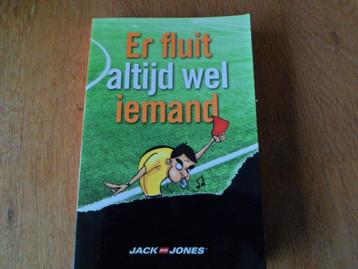 Er fluit
altijd wel
iemand
JACK JONES